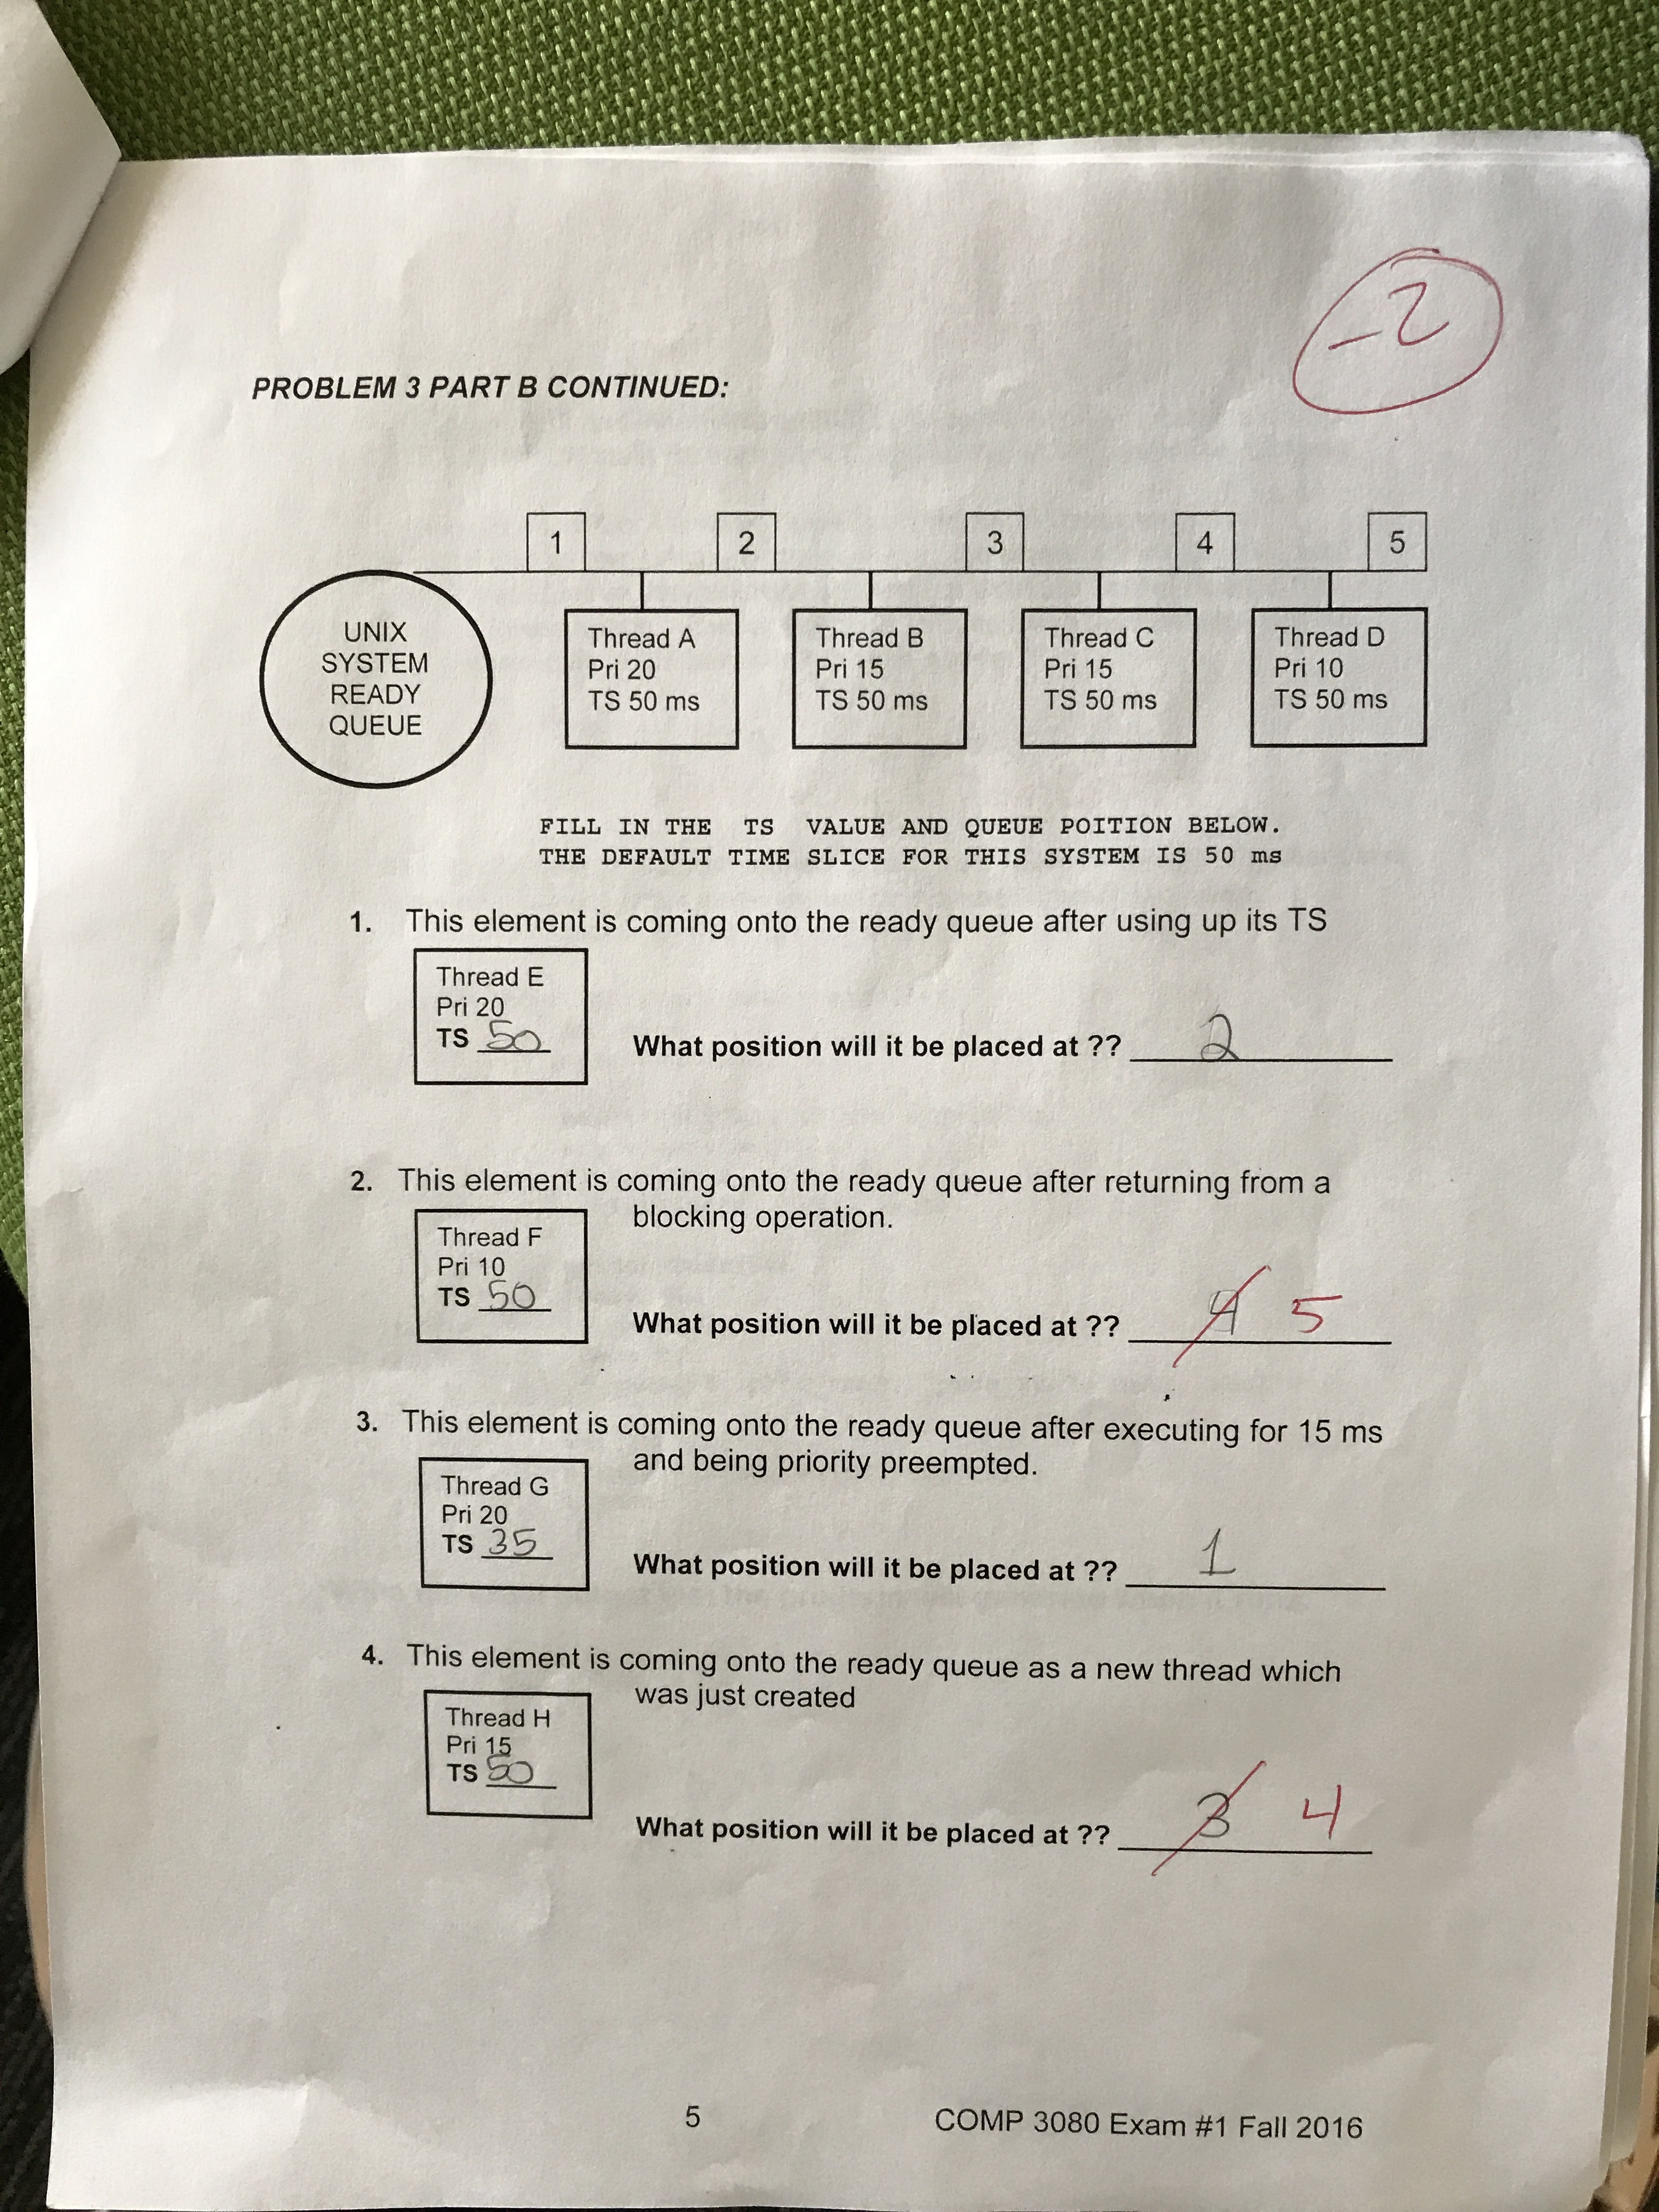 -2
PROBLEM 3 PART B CONTINUED:
1 2 3 4 5
UNIX
SYSTEM
READY
QUEUE
Thread A
Pri 20
TS 50 ms
Thread B
Pri 15
TS 50 ms
Thread C
Pri 15
TS 50 ms
Thread D
Pri 10
TS 50 ms
FILL IN THE TS VALUE AND QUEUE POITION BELOW.
THE DEFAULT TIME SLICE FOR THIS SYSTEM IS 50 ms
1. This element is coming onto the ready queue after using up its TS
Thread E
Pri 20
TS 50
What position will it be placed at ?? 2
2. This element is coming onto the ready queue after returning from a
blocking operation.
Thread F
Pri 10
TS 50
What position will it be placed at ?? 4 5
3. This element is coming onto the ready queue after executing for 15 ms
and being priority preempted.
Thread G
Pri 20
TS 35
What position will it be placed at ?? 1
4. This element is coming onto the ready queue as a new thread which
was just created
Thread H
Pri 15
TS 50
What position will it be placed at ?? 3 4
5 COMP 3080 Exam #1 Fall 2016